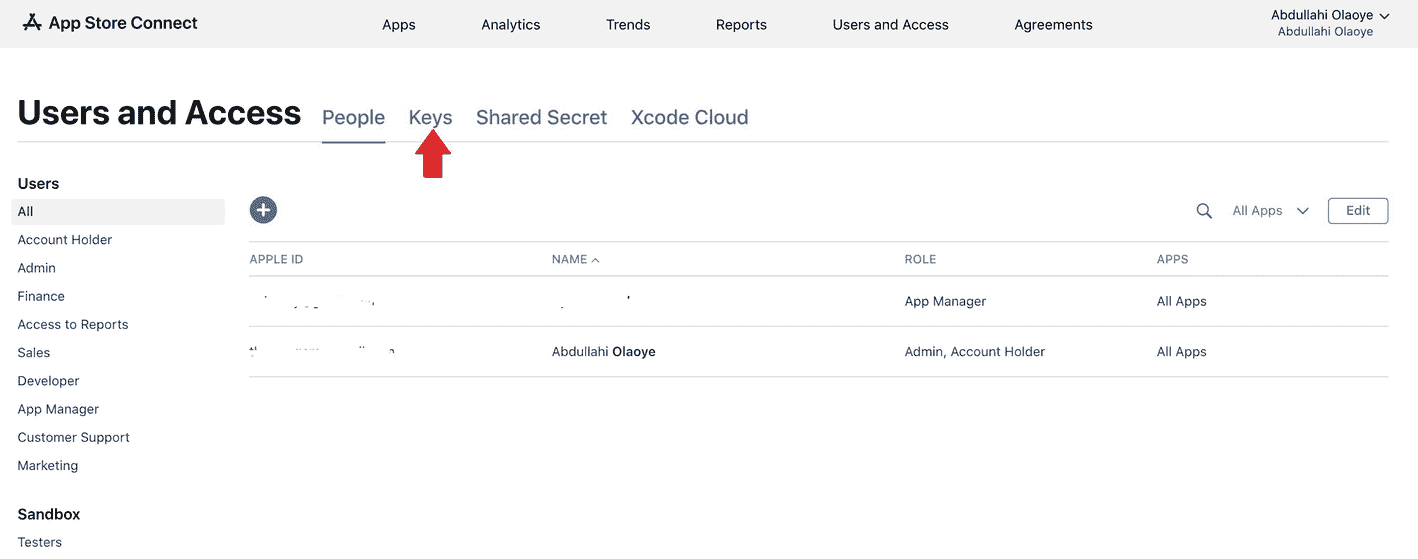 App Store Connect
Apps Analytics Trends Reports Users and Access Agreements
Abdullahi Olaoye
Abdullahi Olaoye
Users and Access People Keys Shared Secret Xcode Cloud
Users
All
Account Holder
Admin
Finance
Access to Reports
Sales
Developer
App Manager
Customer Support
Marketing
Sandbox
Testers
All Apps Edit
APPLE ID NAME ROLE APPS
App Manager All Apps
Abdullahi Olaoye Admin, Account Holder All Apps